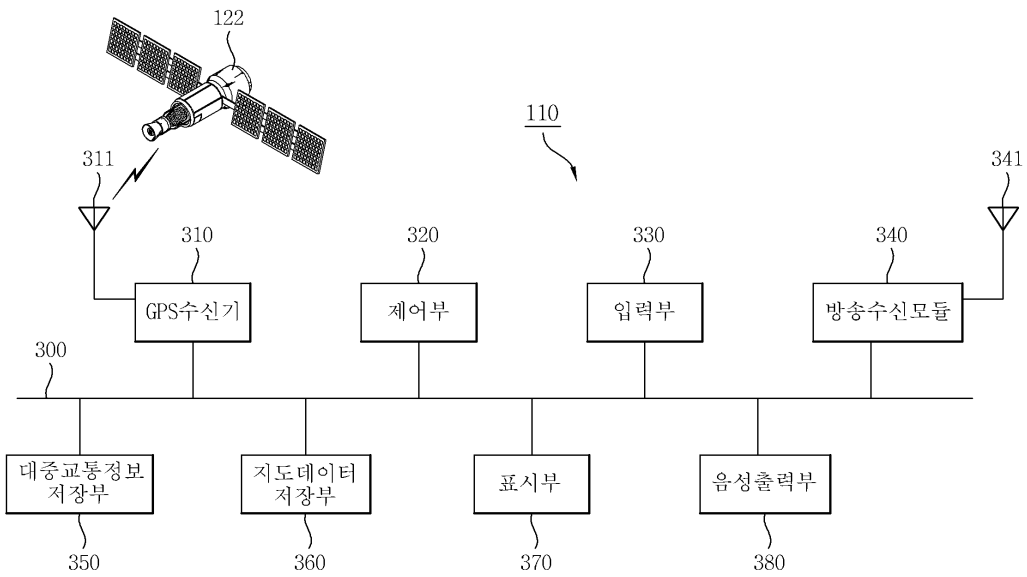 122
110
311
341
310
320
330
340
GPS수신기
제어부
입력부
방송수신모듈
300
대중교통정보
저장부
지도데이터
저장부
표시부
음성출력부
350
360
370
380